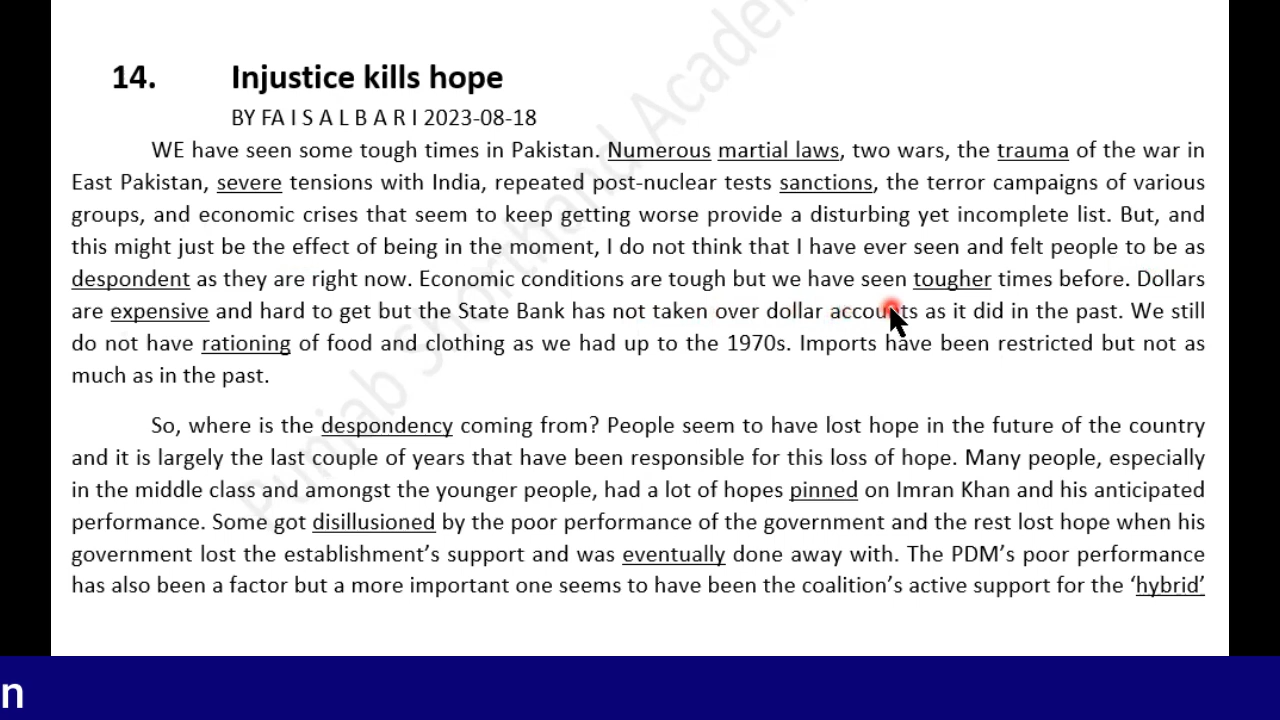 14. Injustice kills hope
BY FA I S A L B A R I 2023-08-18
WE have seen some tough times in Pakistan. Numerous martial laws, two wars, the trauma of the war in
East Pakistan, severe tensions with India, repeated post-nuclear tests sanctions, the terror campaigns of various
groups, and economic crises that seem to keep getting worse provide a disturbing yet incomplete list. But, and
this might just be the effect of being in the moment, I do not think that I have ever seen and felt people to be as
despondent as they are right now. Economic conditions are tough but we have seen tougher times before. Dollars
are expensive and hard to get but the State Bank has not taken over dollar accounts as it did in the past. We still
do not have rationing of food and clothing as we had up to the 1970s. Imports have been restricted but not as
much as in the past.
So, where is the despondency coming from? People seem to have lost hope in the future of the country
and it is largely the last couple of years that have been responsible for this loss of hope. Many people, especially
in the middle class and amongst the younger people, had a lot of hopes pinned on Imran Khan and his anticipated
performance. Some got disillusioned by the poor performance of the government and the rest lost hope when his
government lost the establishment’s support and was eventually done away with. The PDM’s poor performance
has also been a factor but a more important one seems to have been the coalition’s active support for the ‘hybrid’
Punjab Shorthand Academ
n